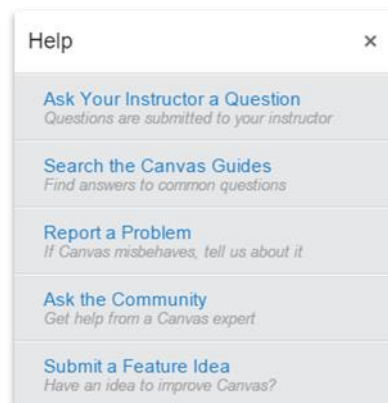 Help ×
Ask Your Instructor a Question
Questions are submitted to your instructor
Search the Canvas Guides
Find answers to common questions
Report a Problem
If Canvas misbehaves, tell us about it
Ask the Community
Get help from a Canvas expert
Submit a Feature Idea
Have an idea to improve Canvas?